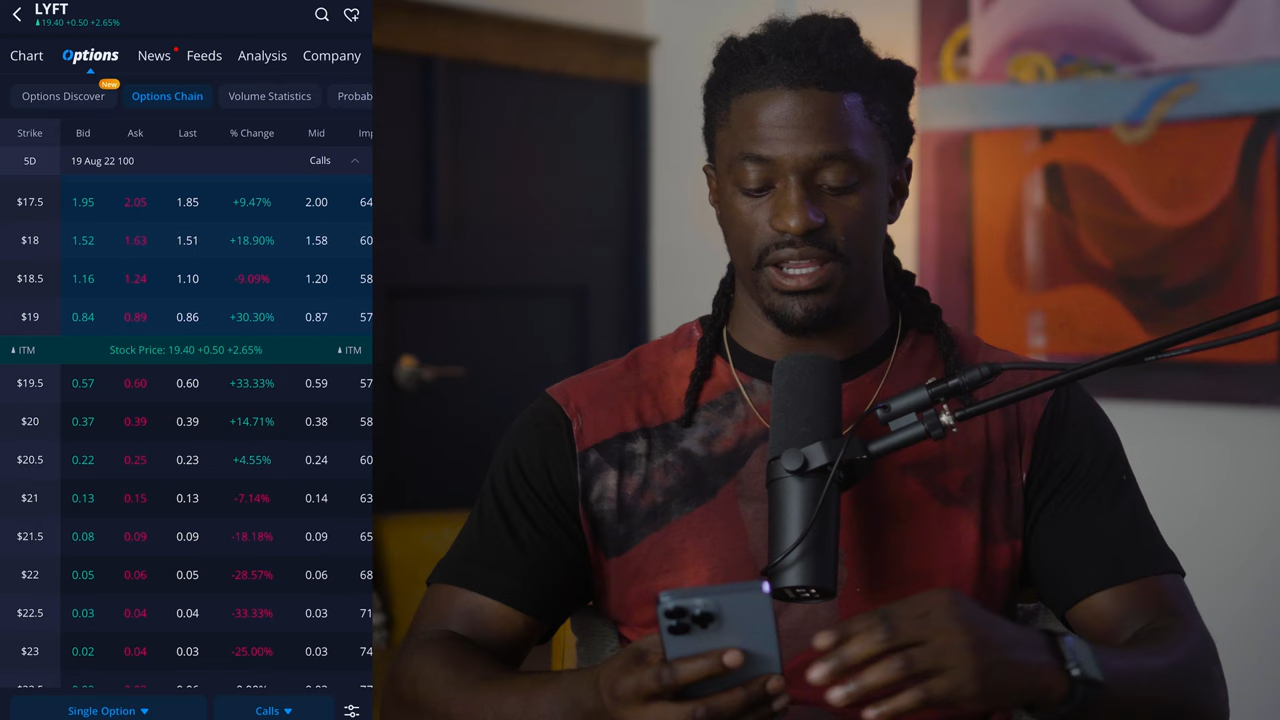 LYFT
19.40 +0.50 +2.65%
Chart Options News Feeds Analysis Company
New
Options Discover Options Chain Volume Statistics Probab
Strike Bid Ask Last % Change Mid Imp
5D 19 Aug 22 100 Calls
$17.5 1.95 2.05 1.85 +9.47% 2.00 64
$18 1.52 1.63 1.51 +18.90% 1.58 60
$18.5 1.16 1.24 1.10 -9.09% 1.20 58
$19 0.84 0.89 0.86 +30.30% 0.87 57
ITM Stock Price: 19.40 +0.50 +2.65% ITM
$19.5 0.57 0.60 0.60 +33.33% 0.59 57
$20 0.37 0.39 0.39 +14.71% 0.38 58
$20.5 0.22 0.25 0.23 +4.55% 0.24 60
$21 0.13 0.15 0.13 -7.14% 0.14 63
$21.5 0.08 0.09 0.09 -18.18% 0.09 65
$22 0.05 0.06 0.05 -28.57% 0.06 68
$22.5 0.03 0.04 0.04 -33.33% 0.03 71
$23 0.02 0.04 0.03 -25.00% 0.03 74
Single Option Calls